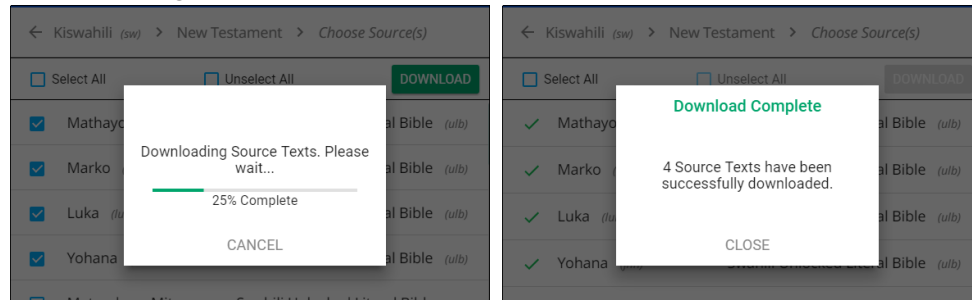 ← Kiswahili (sw) > New Testament > Choose Source(s)
Select All Unselect All DOWNLOAD
Mathayo al Bible (ulb)
Downloading Source Texts. Please
wait...
Marko al Bible (ulb)
25% Complete
Luka al Bible (ulb)
CANCEL
Yohana al Bible (ulb)
← Kiswahili (sw) > New Testament > Choose Source(s)
Select All Unselect All DOWNLOAD
Download Complete
Mathayo al Bible (ulb)
4 Source Texts have been
successfully downloaded.
Marko al Bible (ulb)
Luka al Bible (ulb)
CLOSE
Yohana Swahili Unlocked Literal Bible (ulb)